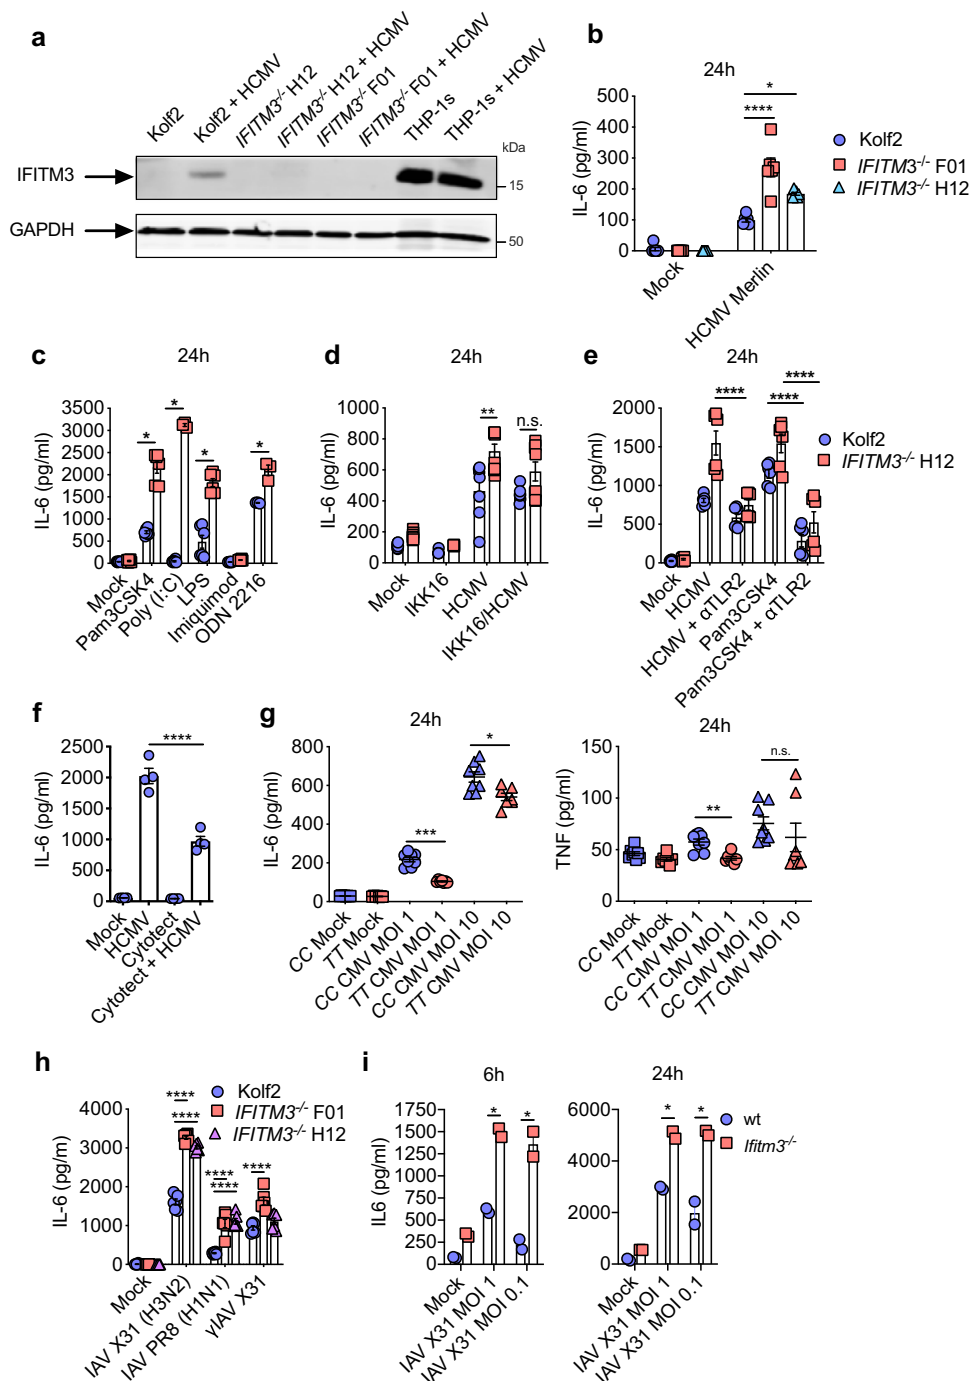 a
Kolf2
Kolf2 + HCMV
IFITM3-/- H12
IFITM3-/- H12 + HCMV
IFITM3-/- F01
IFITM3-/- F01 + HCMV
THP-1s
THP-1s + HCMV
kDa
IFITM3
15
GAPDH
50
b
24h
*
****
500
400
300
200
100
0
IL-6 (pg/ml)
Mock
HCMV Merlin
Kolf2
IFITM3-/- F01
IFITM3-/- H12
c
24h
3500
3000
2500
2000
1500
1000
500
0
IL-6 (pg/ml)
*
*
*
*
Mock
Pam3CSK4
Poly (I:C)
LPS
Imiquimod
ODN 2216
d
24h
1000
800
600
400
200
0
IL-6 (pg/ml)
**
n.s.
Mock
IKK16
HCMV
IKK16/HCMV
e
24h
2000
1500
1000
500
0
IL-6 (pg/ml)
****
****
****
Mock
HCMV
HCMV + αTLR2
Pam3CSK4
Pam3CSK4 + αTLR2
Kolf2
IFITM3-/- H12
f
2500
2000
1500
1000
500
0
IL-6 (pg/ml)
****
Mock
HCMV
Cytotect
Cytotect + HCMV
g
24h
800
600
400
200
0
IL-6 (pg/ml)
***
*
CC Mock
TT Mock
CC CMV MOI 1
TT CMV MOI 1
CC CMV MOI 10
TT CMV MOI 10
24h
150
100
50
0
TNF (pg/ml)
**
n.s.
CC Mock
TT Mock
CC CMV MOI 1
TT CMV MOI 1
CC CMV MOI 10
TT CMV MOI 10
h
Kolf2
IFITM3-/- F01
IFITM3-/- H12
4000
3000
2000
1000
0
IL-6 (pg/ml)
****
****
****
****
****
Mock
IAV X31 (H3N2)
IAV PR8 (H1N1)
γIAV X31
i
6h
1750
1500
1250
1000
750
500
250
0
IL6 (pg/ml)
*
*
Mock
IAV X31 MOI 1
IAV X31 MOI 0.1
24h
6000
4000
2000
0
*
*
Mock
IAV X31 MOI 1
IAV X31 MOI 0.1
wt
Ifitm3-/-